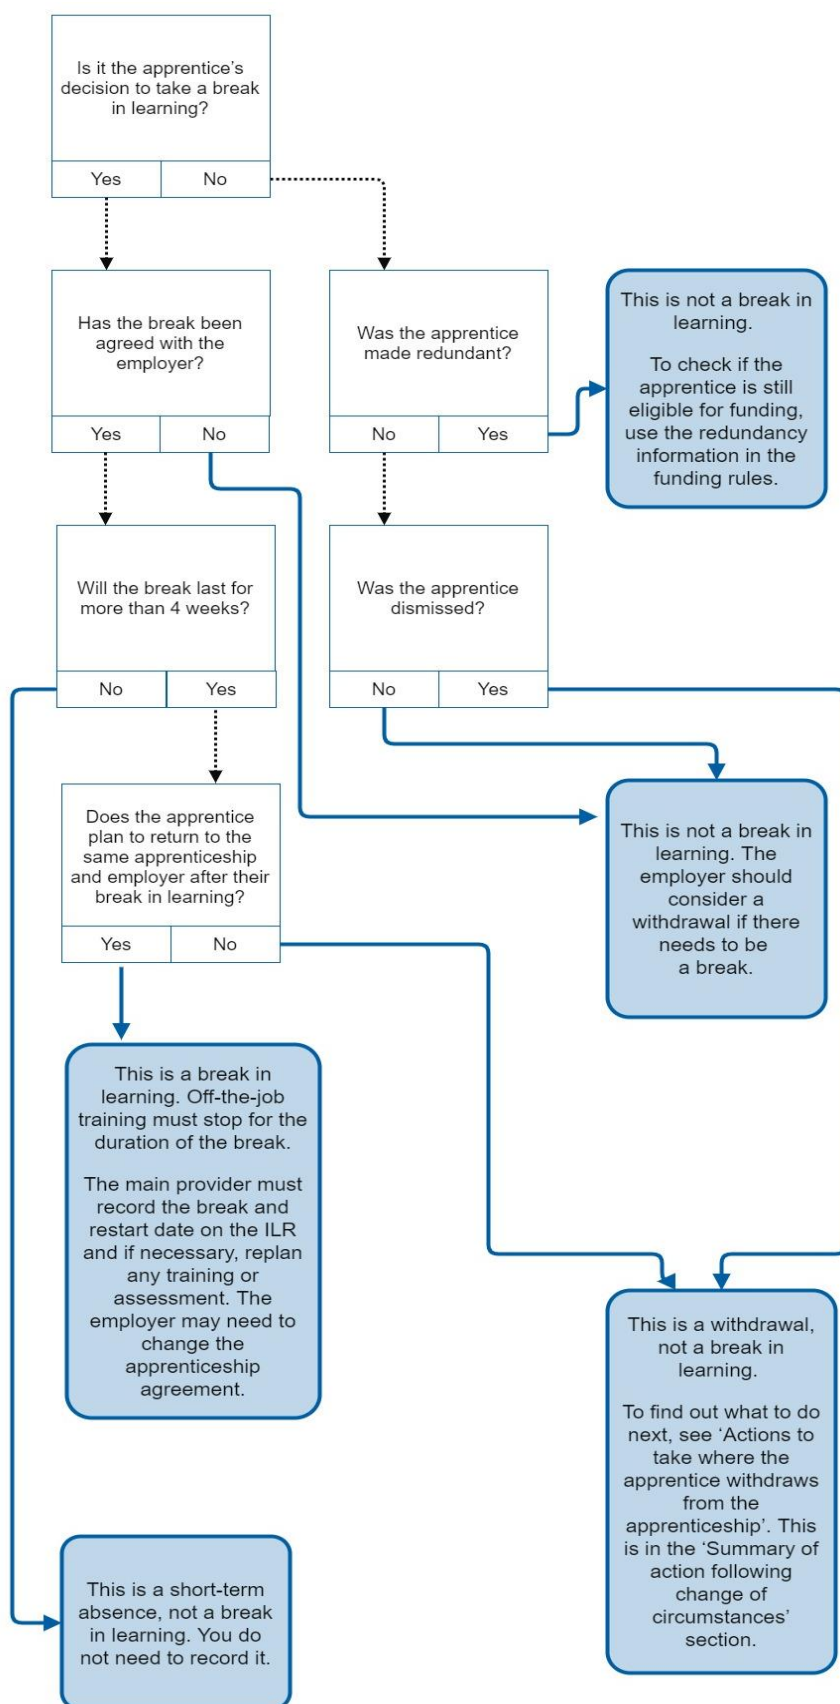 Is it the apprentice's
decision to take a break
in learning?
Yes
No
Has the break been
agreed with the
employer?
Yes
No
Was the apprentice
made redundant?
No
Yes
This is not a break in
learning.
To check if the
apprentice is still
eligible for funding,
use the redundancy
information in the
funding rules.
Will the break last for
more than 4 weeks?
No
Yes
Was the apprentice
dismissed?
No
Yes
Does the apprentice
plan to return to the
same apprenticeship
and employer after their
break in learning?
Yes
No
This is not a break in
learning. The
employer should
consider a
withdrawal if there
needs to be
a break.
This is a break in
learning. Off-the-job
training must stop for the
duration of the break.
The main provider must
record the break and
restart date on the ILR
and if necessary, replan
any training or
assessment. The
employer may need to
change the
apprenticeship
agreement.
This is a withdrawal,
not a break in
learning.
To find out what to do
next, see ‘Actions to
take where the
apprentice withdraws
from the
apprenticeship’. This
is in the ‘Summary of
action following
change of
circumstances’
section.
This is a short-term
absence, not a break
in learning. You do
not need to record it.